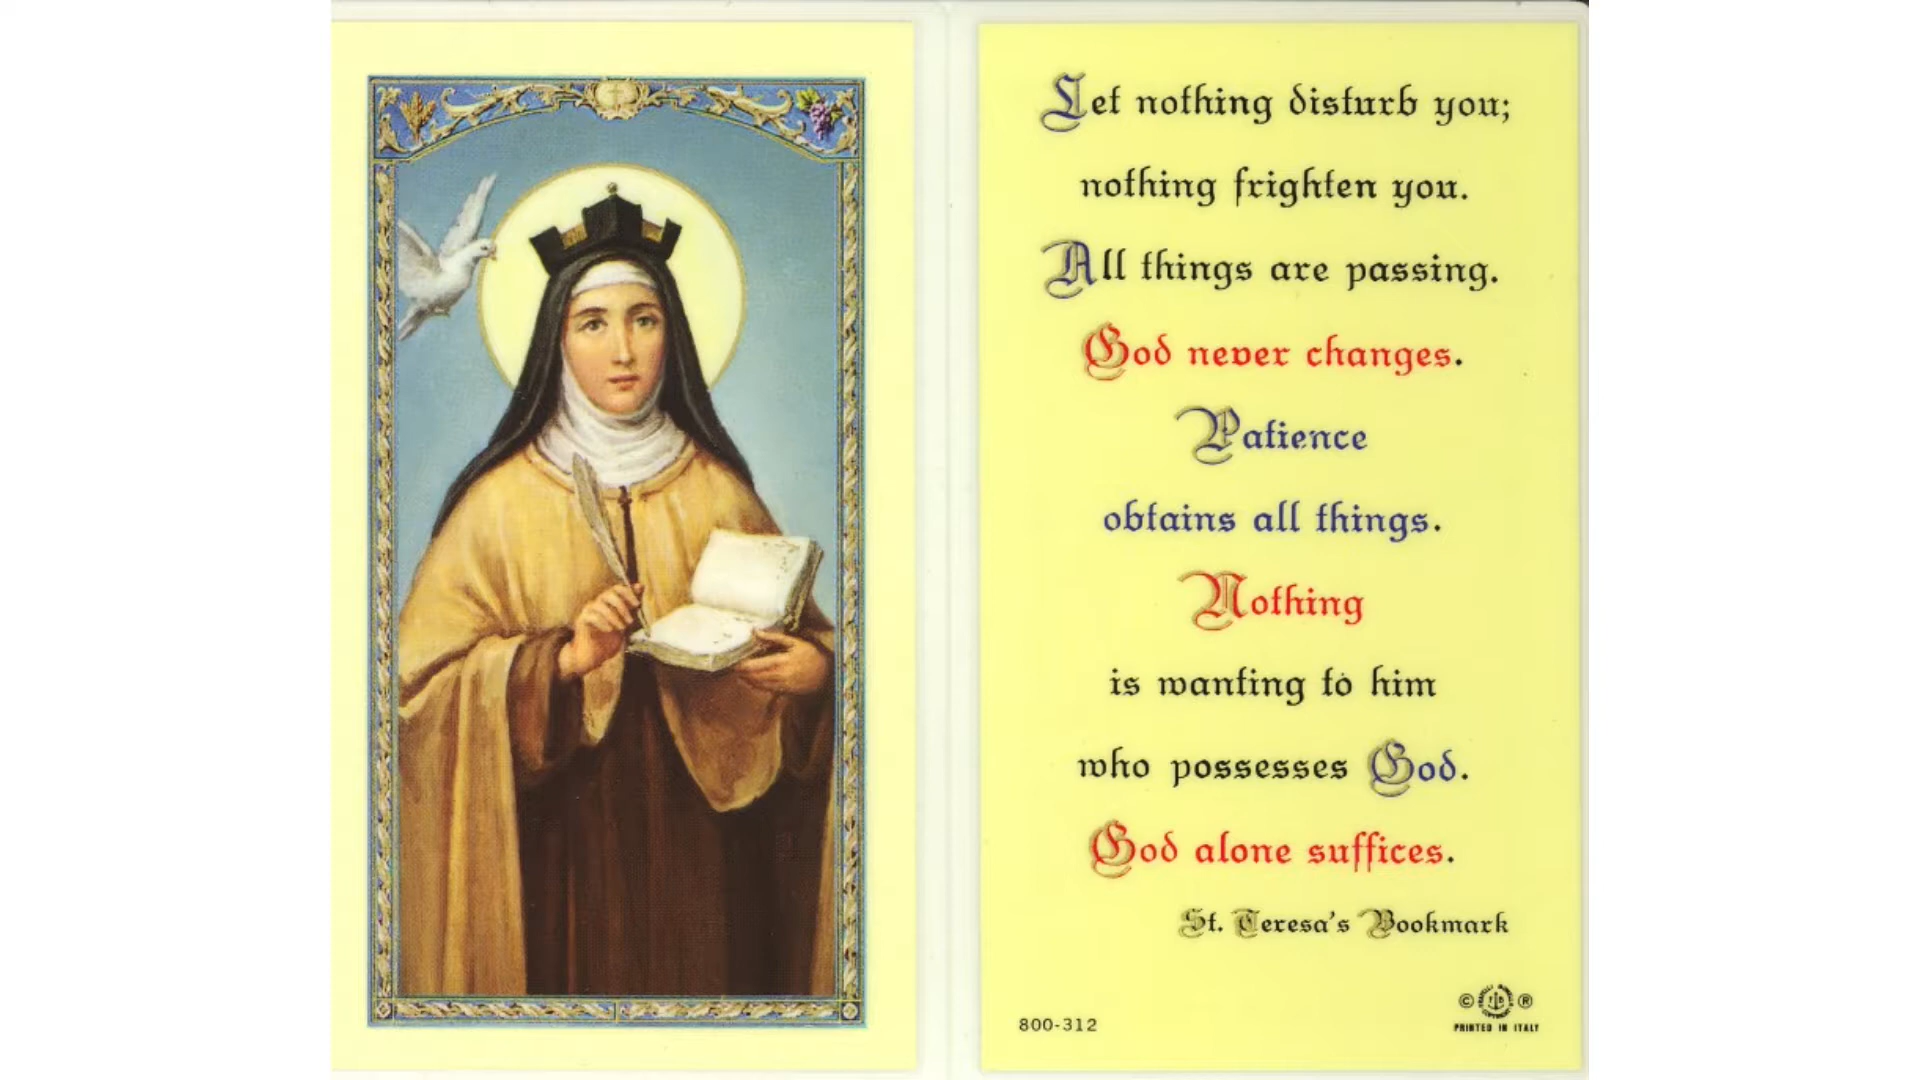 Let nothing disturb you;
nothing frighten you.
All things are passing.
God never changes.
Patience
obtains all things.
Nothing
is wanting to him
who possesses God.
God alone suffices.
St. Teresa's Bookmark
800-312
© ®
PRINTED IN ITALY